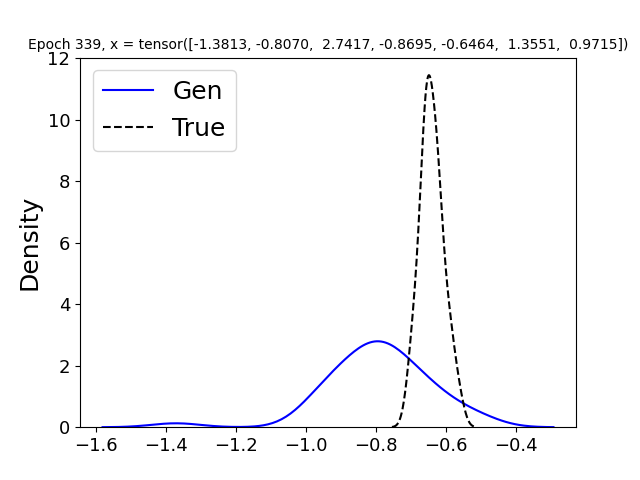 Epoch 339, x = tensor([-1.3813, -0.8070,  2.7417, -0.8695, -0.6464,  1.3551,  0.9715])
Gen
True
Density
12
10
8
6
4
2
0
−1.6 −1.4 −1.2 −1.0 −0.8 −0.6 −0.4